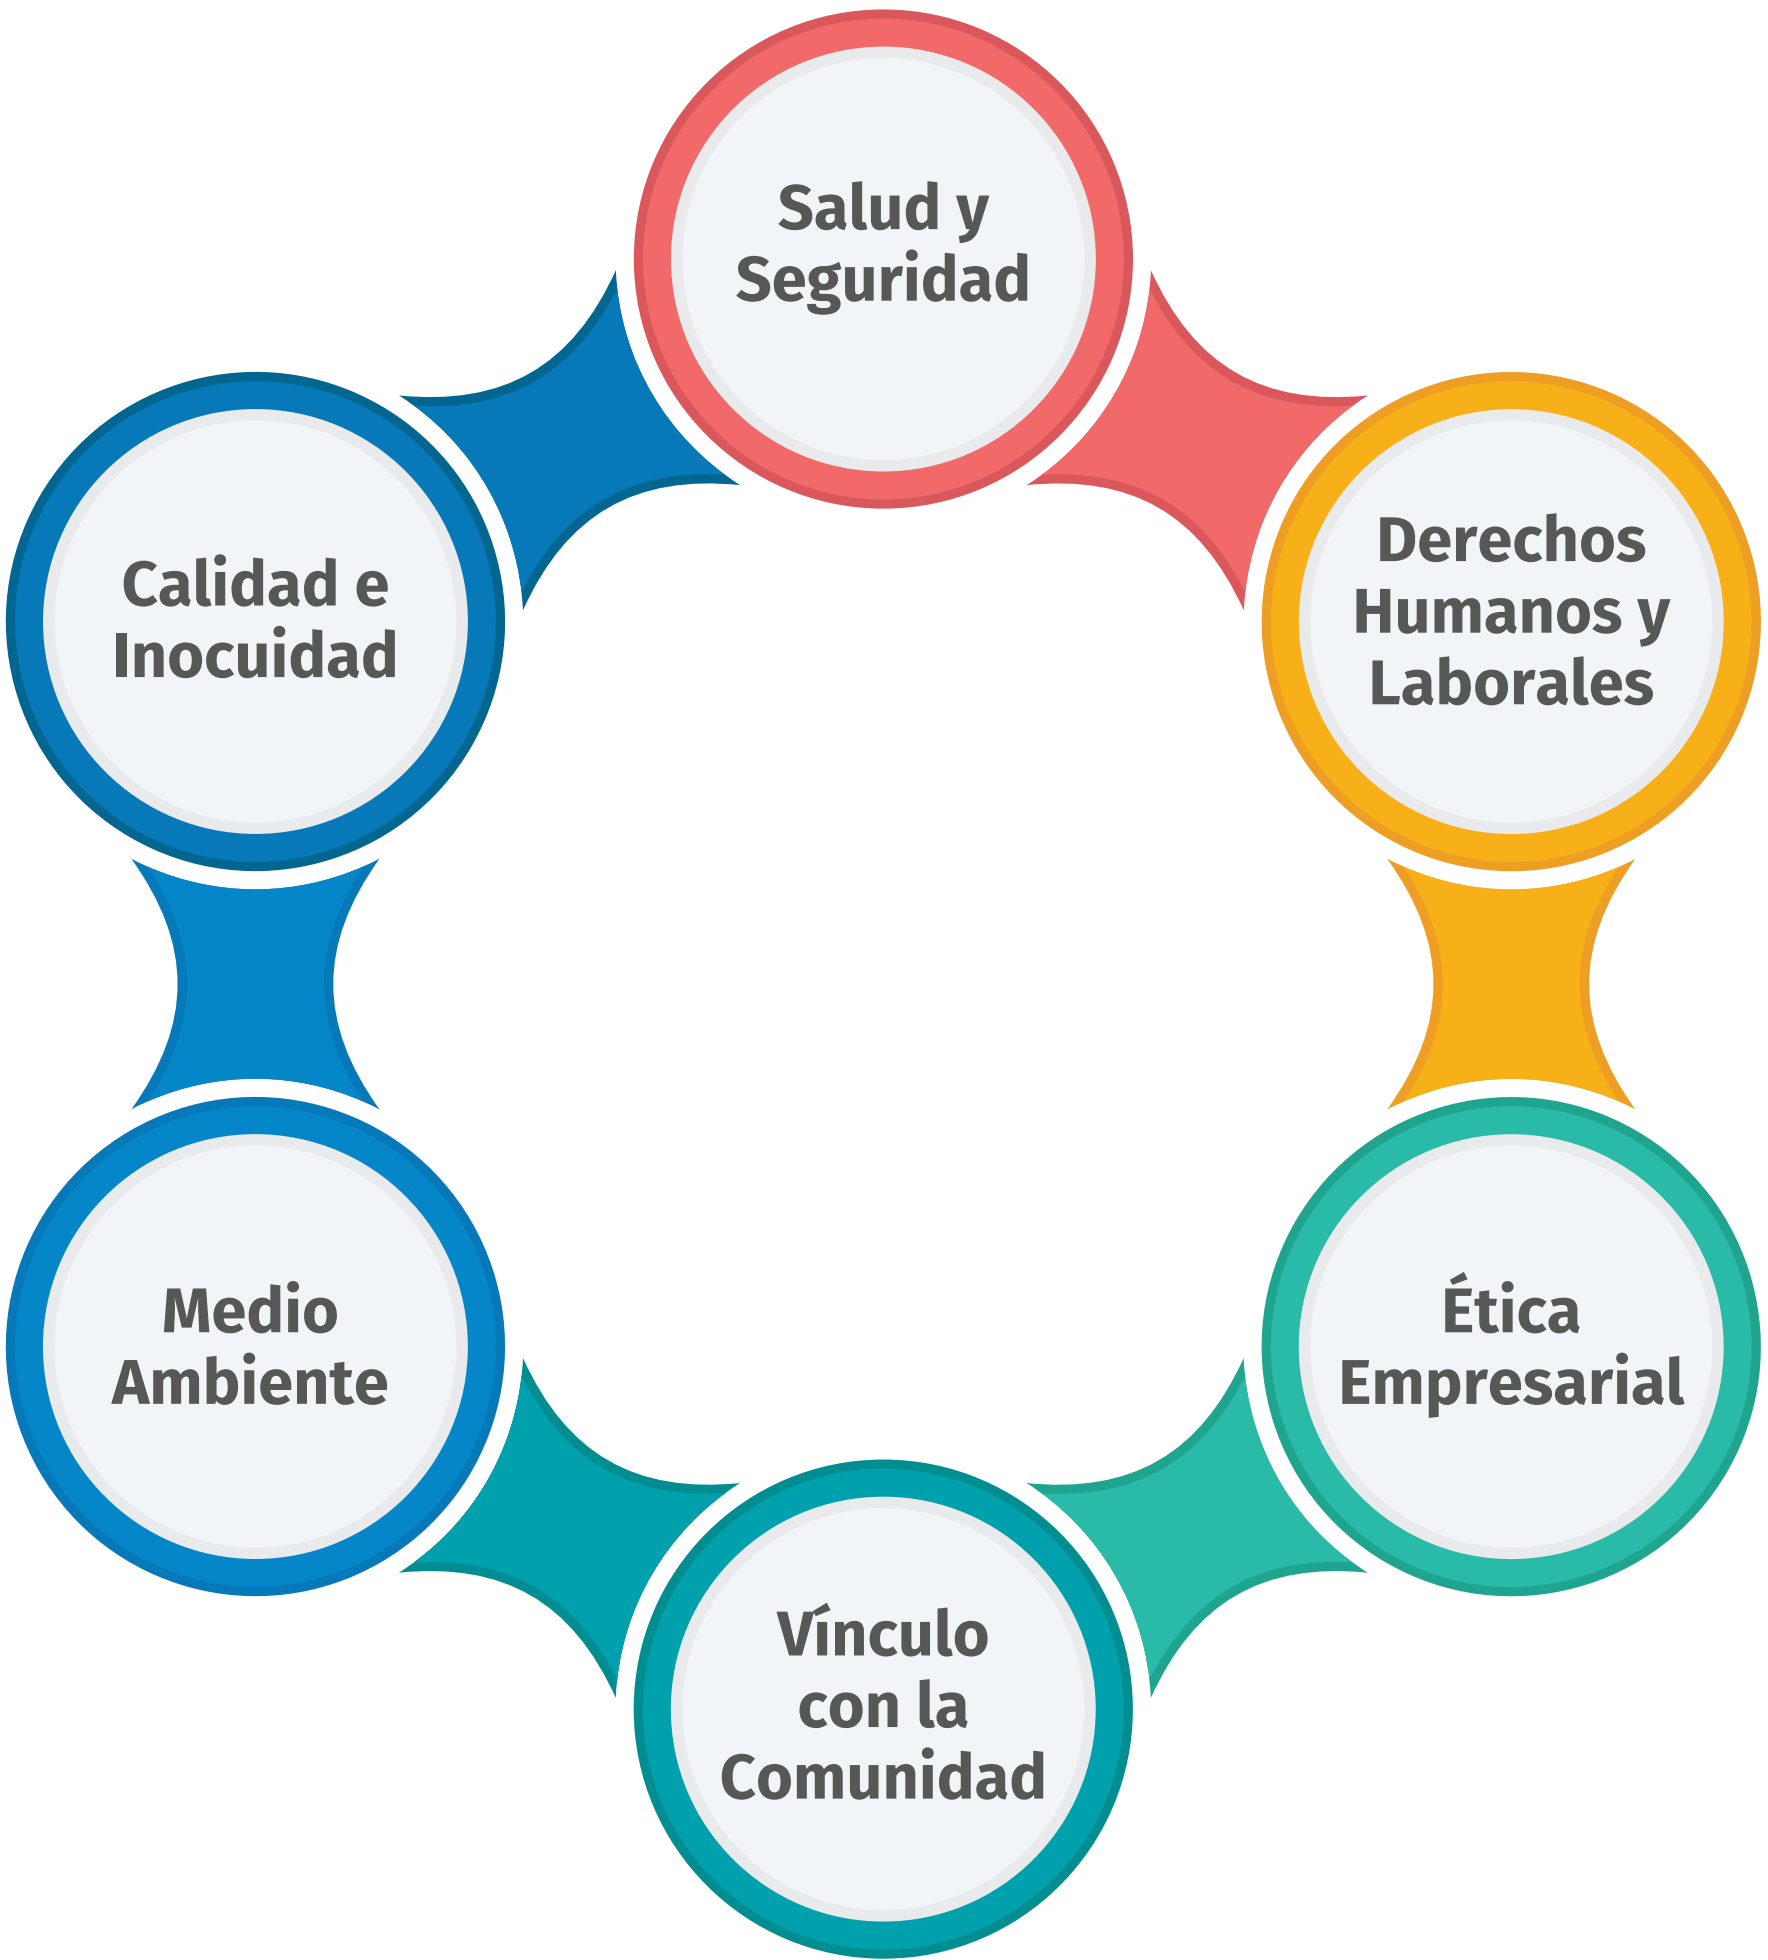 Salud y
Seguridad
Derechos
Humanos y
Laborales
Ética
Empresarial
Vínculo
con la
Comunidad
Medio
Ambiente
Calidad e
Inocuidad